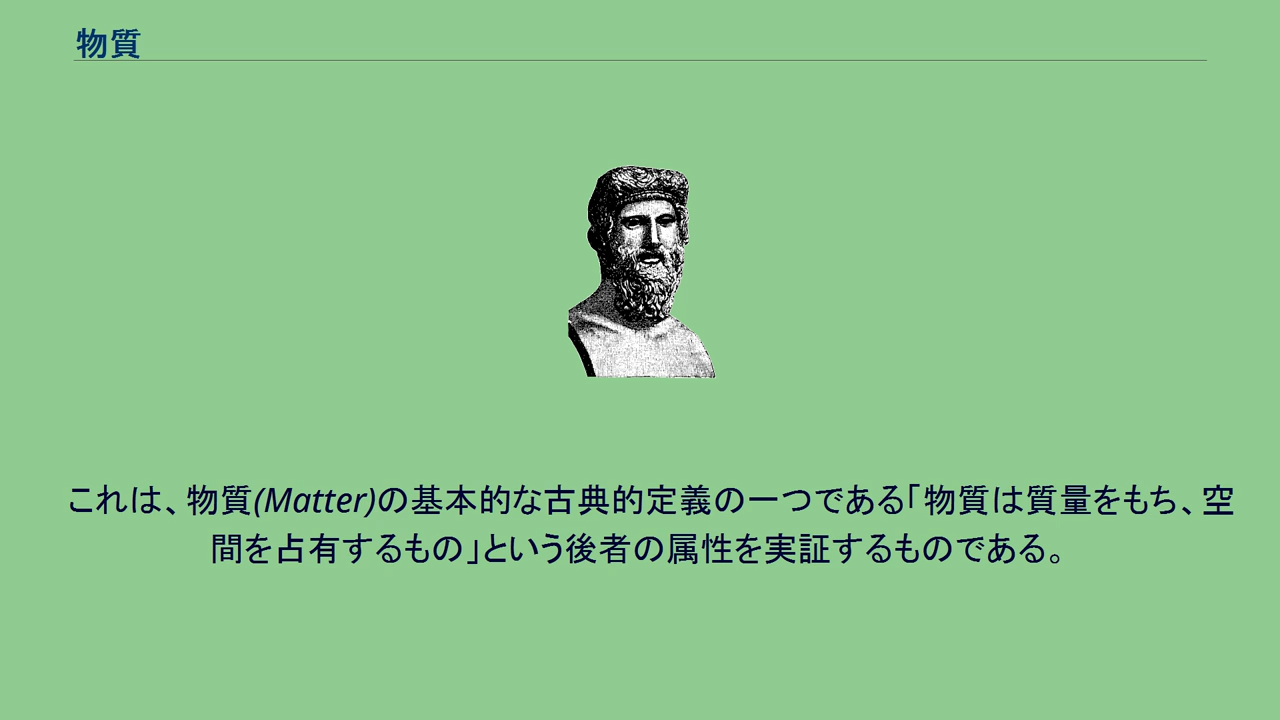 物質
これは、物質(Matter)の基本的な古典的定義の一つである「物質は質量をもち、空
間を占有するもの」という後者の属性を実証するものである。